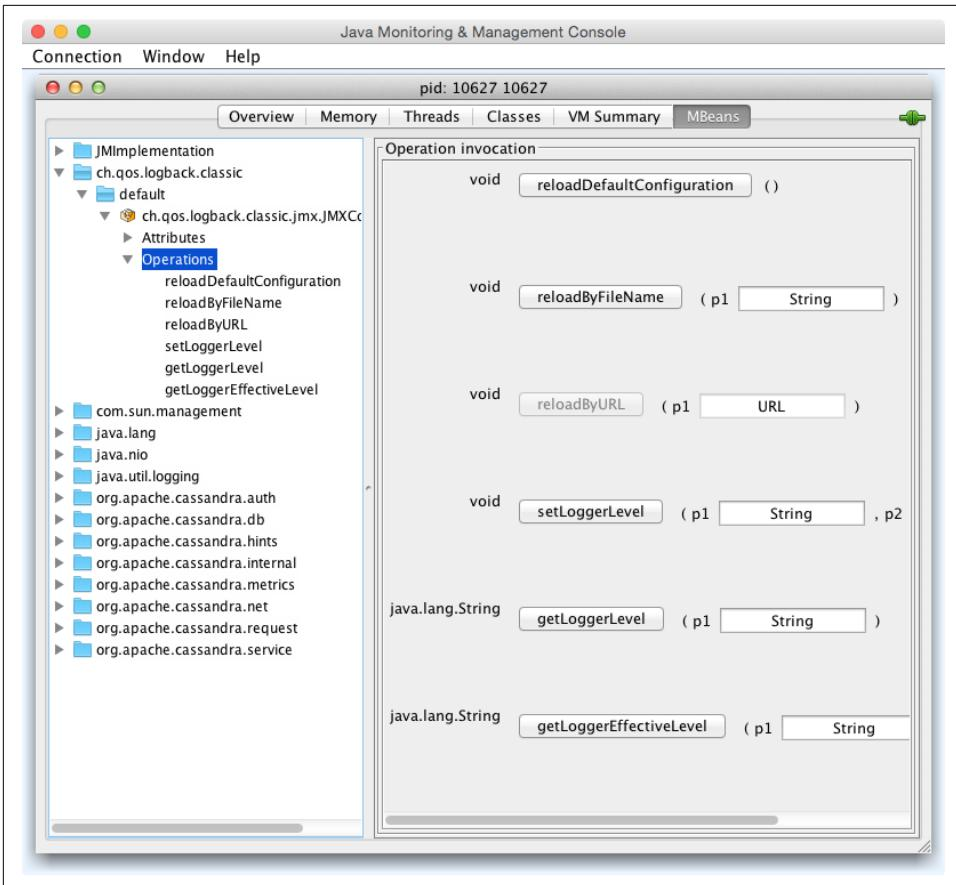 Java Monitoring & Management Console
Connection Window Help
pid: 10627 10627
Overview Memory Threads Classes VM Summary MBeans
JMImplementation
ch.qos.logback.classic
default
ch.qos.logback.classic.jmx.JMXCo
Attributes
Operations
reloadDefaultConfiguration
reloadByFileName
reloadByURL
setLoggerLevel
getLoggerLevel
getLoggerEffectiveLevel
com.sun.management
java.lang
java.nio
java.util.logging
org.apache.cassandra.auth
org.apache.cassandra.db
org.apache.cassandra.hints
org.apache.cassandra.internal
org.apache.cassandra.metrics
org.apache.cassandra.net
org.apache.cassandra.request
org.apache.cassandra.service
Operation invocation
void reloadDefaultConfiguration ()
void reloadByFileName ( p1 String )
void reloadByURL ( p1 URL )
void setLoggerLevel ( p1 String , p2
java.lang.String getLoggerLevel ( p1 String )
java.lang.String getLoggerEffectiveLevel ( p1 String